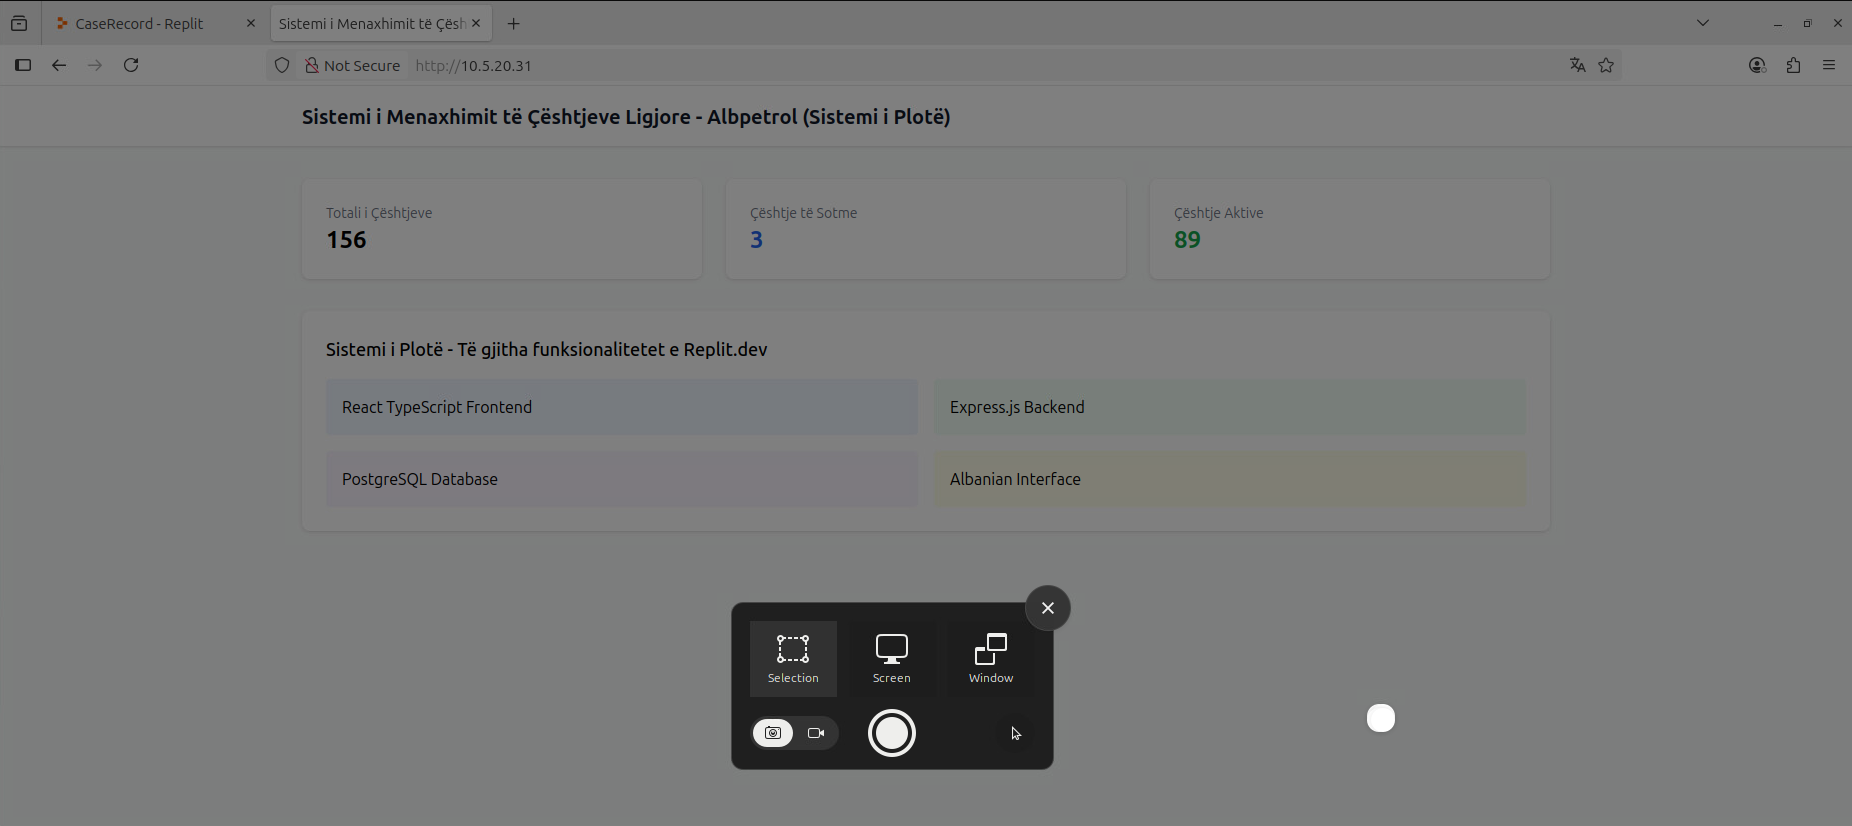 CaseRecord - Replit
Sistemi i Menaxhimit të Çësh
Not Secure
http://10.5.20.31
Sistemi i Menaxhimit të Çështjeve Ligjore - Albpetrol (Sistemi i Plotë)
Totali i Çështjeve
156
Çështje të Sotme
3
Çështje Aktive
89
Sistemi i Plotë - Të gjitha funksionalitetet e Replit.dev
React TypeScript Frontend
Express.js Backend
PostgreSQL Database
Albanian Interface
Selection
Screen
Window